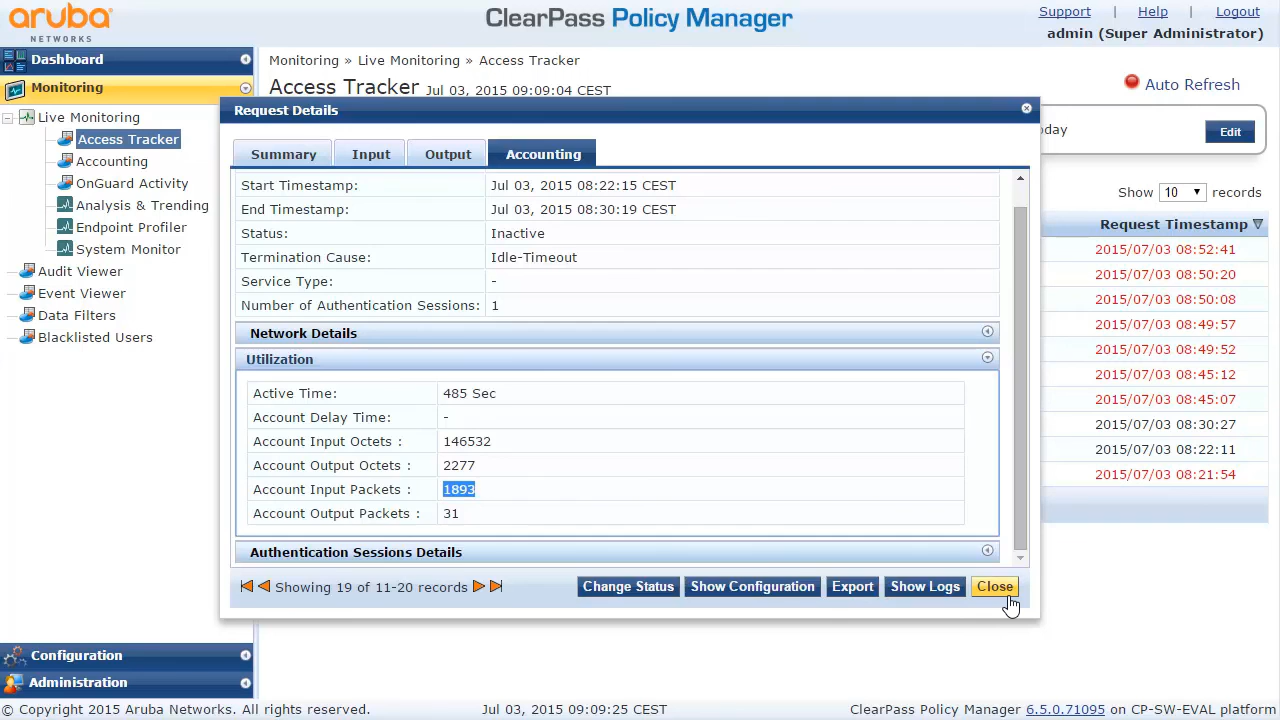 aruba
NETWORKS
ClearPass Policy Manager
Support | Help | Logout
admin (Super Administrator)
Dashboard
Monitoring
Live Monitoring
Access Tracker
Accounting
OnGuard Activity
Analysis & Trending
Endpoint Profiler
System Monitor
Audit Viewer
Event Viewer
Data Filters
Blacklisted Users
Configuration
Administration
Monitoring » Live Monitoring » Access Tracker
Access Tracker Jul 03, 2015 09:09:04 CEST
Auto Refresh
oday
Edit
Show 10 records
Request Timestamp
2015/07/03 08:52:41
2015/07/03 08:50:20
2015/07/03 08:50:08
2015/07/03 08:49:57
2015/07/03 08:49:52
2015/07/03 08:45:12
2015/07/03 08:45:07
2015/07/03 08:30:27
2015/07/03 08:22:11
2015/07/03 08:21:54
Request Details
Summary Input Output Accounting
Start Timestamp: Jul 03, 2015 08:22:15 CEST
End Timestamp: Jul 03, 2015 08:30:19 CEST
Status: Inactive
Termination Cause: Idle-Timeout
Service Type: -
Number of Authentication Sessions: 1
Network Details
Utilization
Active Time: 485 Sec
Account Delay Time: -
Account Input Octets : 146532
Account Output Octets : 2277
Account Input Packets : 1893
Account Output Packets : 31
Authentication Sessions Details
Showing 19 of 11-20 records
Change Status Show Configuration Export Show Logs Close
© Copyright 2015 Aruba Networks. All rights reserved.
Jul 03, 2015 09:09:25 CEST
ClearPass Policy Manager 6.5.0.71095 on CP-SW-EVAL platform